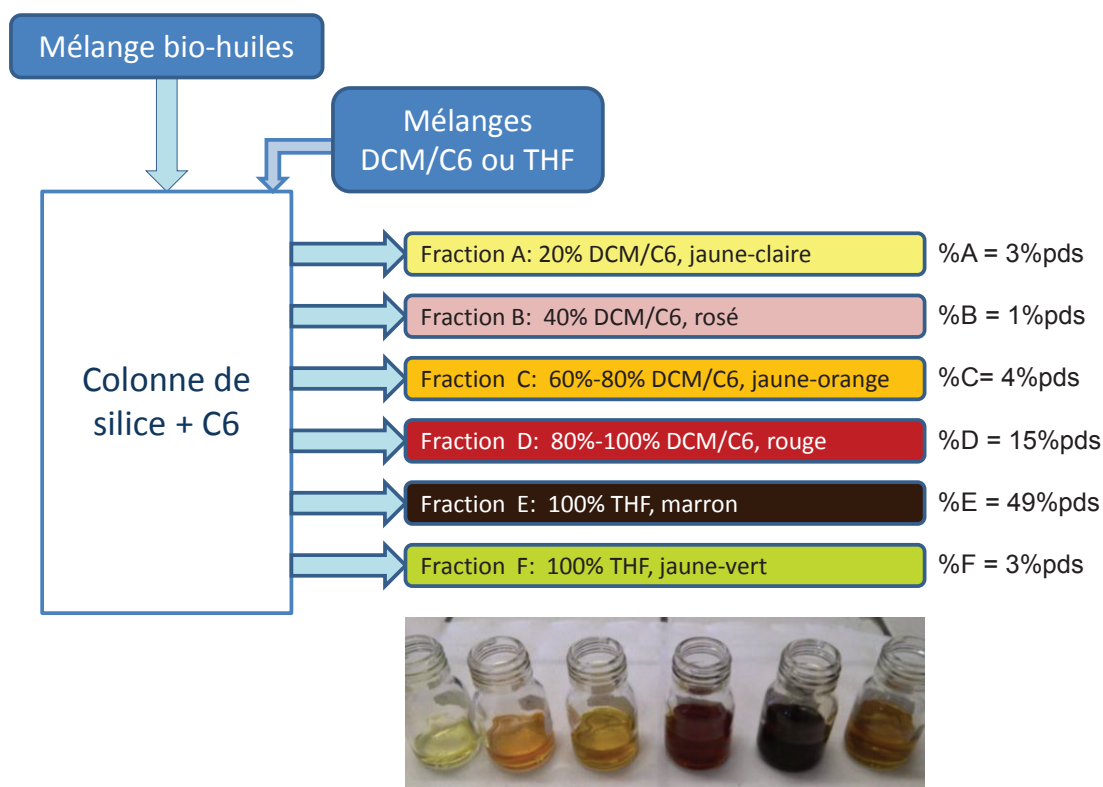 Mélange bio-huiles
Mélanges
DCM/C6 ou THF
Colonne de
silice + C6
Fraction A: 20% DCM/C6, jaune-claire
%A = 3%pds
Fraction B:  40% DCM/C6, rosé
%B = 1%pds
Fraction  C:  60%-80% DCM/C6, jaune-orange
%C= 4%pds
Fraction  D:  80%-100% DCM/C6, rouge
%D = 15%pds
Fraction  E:  100% THF, marron
%E = 49%pds
Fraction  F:  100% THF, jaune-vert
%F = 3%pds